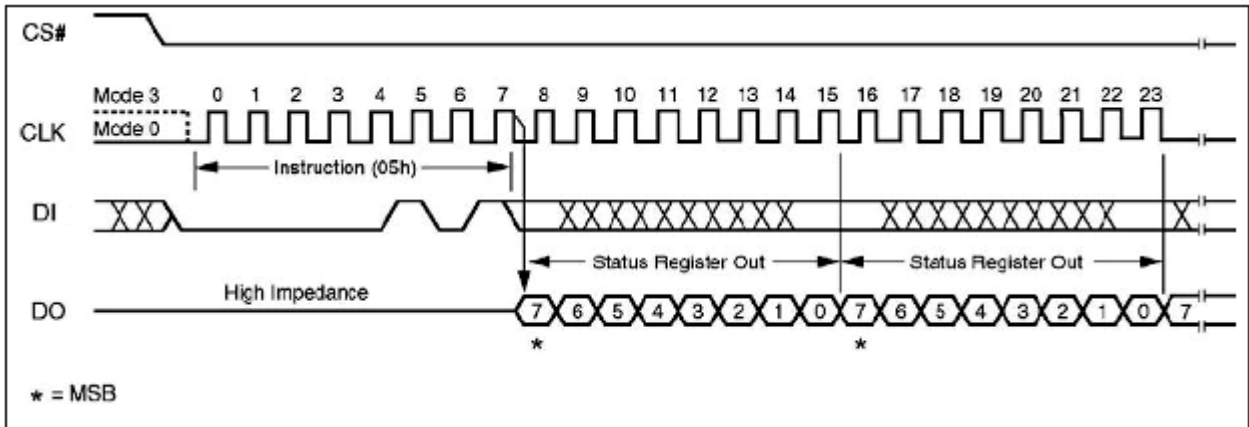 CS#
Mode 3
0 1 2 3 4 5 6 7 8 9 10 11 12 13 14 15 16 17 18 19 20 21 22 23
CLK
Mode 0
Instruction (05h)
DI
Status Register Out
Status Register Out
High Impedance
DO
7 6 5 4 3 2 1 0 7 6 5 4 3 2 1 0 7
* *
* = MSB